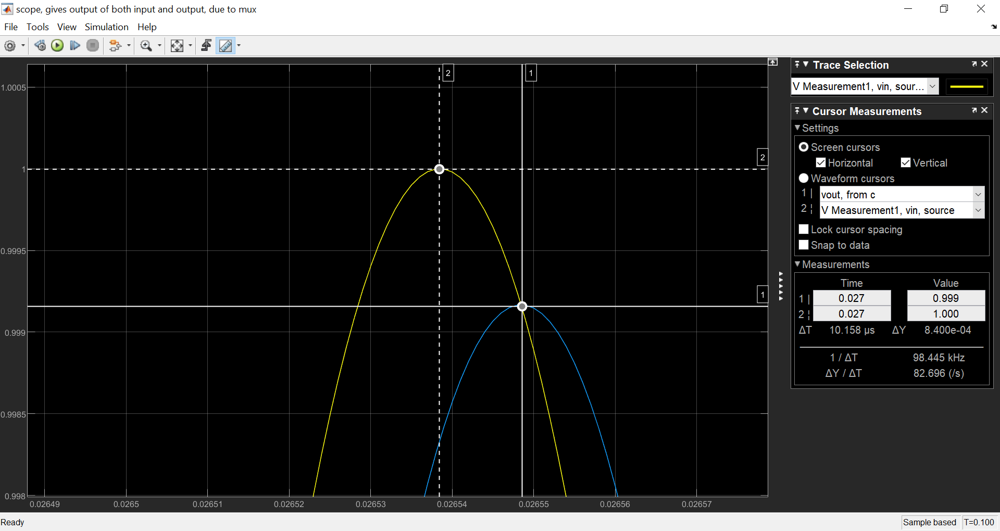 scope, gives output of both input and output, due to mux
File Tools View Simulation Help
Trace Selection
V Measurement1, vin, sour...
Cursor Measurements
Settings
Screen cursors
Horizontal Vertical
Waveform cursors
1 | vout, from c
2 ¦ V Measurement1, vin, source
Lock cursor spacing
Snap to data
Measurements
Time Value
1 | 0.027 0.999
2 ¦ 0.027 1.000
ΔT 10.158 µs ΔY 8.400e-04
1 / ΔT 98.445 kHz
ΔY / ΔT 82.696 (/s)
2 1
1.0005
2
1
0.9995
1
0.999
0.9985
0.998
0.02649 0.0265 0.02651 0.02652 0.02653 0.02654 0.02655 0.02656 0.02657
Ready Sample based T=0.100